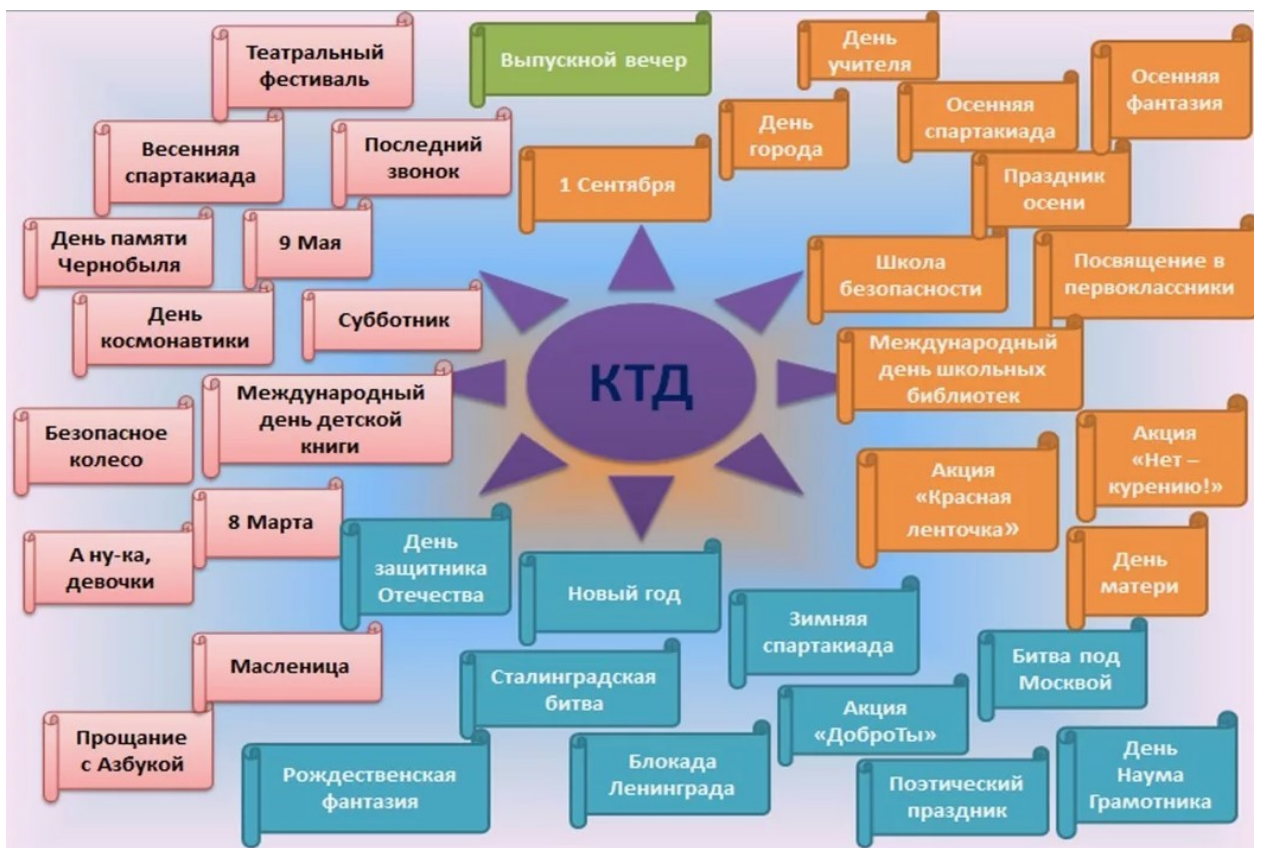 Театральный
фестиваль
Выпускной вечер
День
учителя
Осенняя
фантазия
Осенняя
спартакиада
День
города
Весенняя
спартакиада
Последний
звонок
1 Сентября
Праздник
осени
День памяти
Чернобыля
9 Мая
Школа
безопасности
Посвящение в
первоклассники
День
космонавтики
Субботник
КТД
Международный
день школьных
библиотек
Международный
день детской
книги
Безопасное
колесо
Акция
«Красная
ленточка»
Акция
«Нет –
курению!»
8 Марта
А ну-ка,
девочки
День
защитника
Отечества
Новый год
День
матери
Зимняя
спартакиада
Битва под
Москвой
Масленица
Сталинградская
битва
Акция
«ДоброТы»
Прощание
с Азбукой
Рождественская
фантазия
Блокада
Ленинграда
Поэтический
праздник
День
Наума
Грамотника